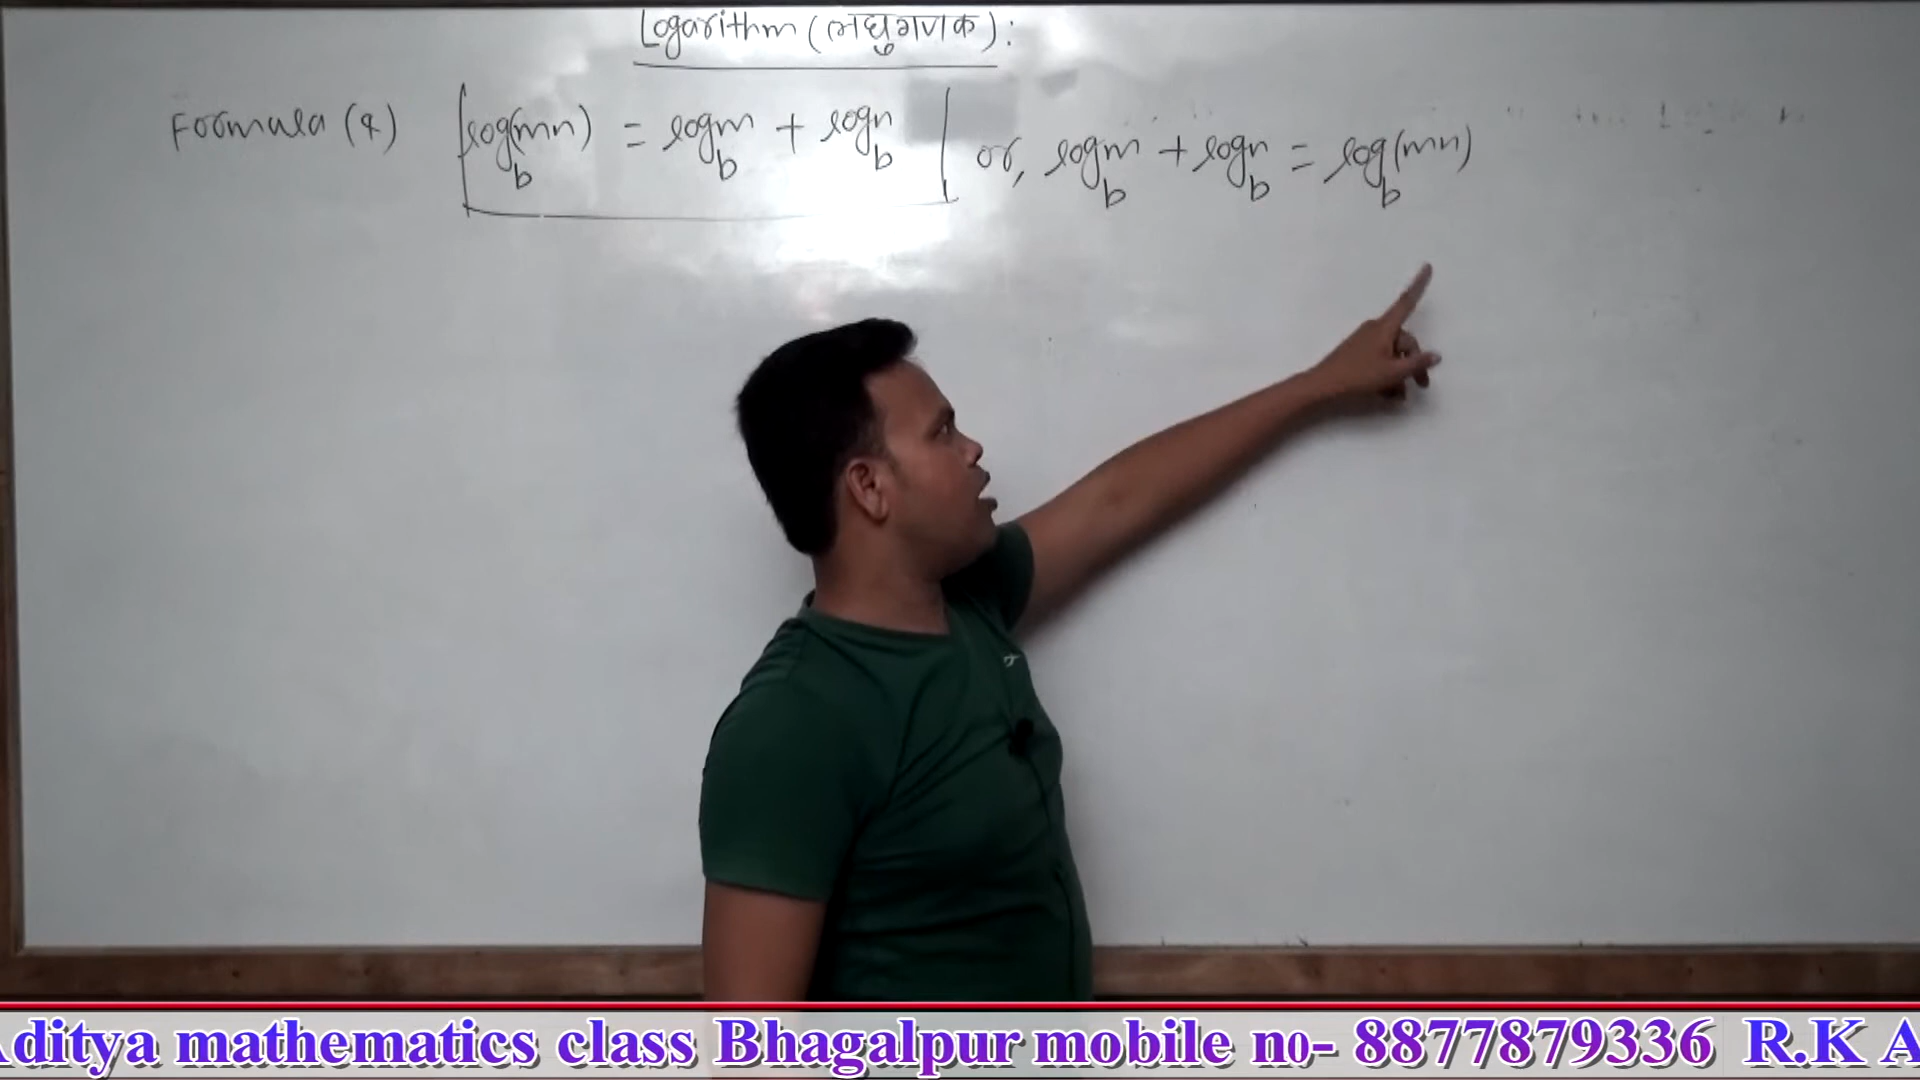 Logarithm (लघुगणक):
Formula (4) log_b(mn) = log_b m + log_b n or, log_b m + log_b n = log_b(mn)
ditya mathematics class Bhagalpur mobile no- 8877879336 R.K A